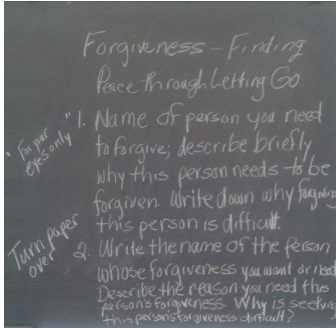 Forgiveness – Finding
Peace through Letting Go
"For your
eyes only"
1. Name of person you need
to forgive; describe briefly
why this person needs to be
forgiven. Write down why forgiving
this person is difficult.
Turn paper
over
2. Write the name of the person
whose forgiveness you want or need.
Describe the reason you need this
person's forgiveness. Why is seeking
this person's forgiveness difficult?